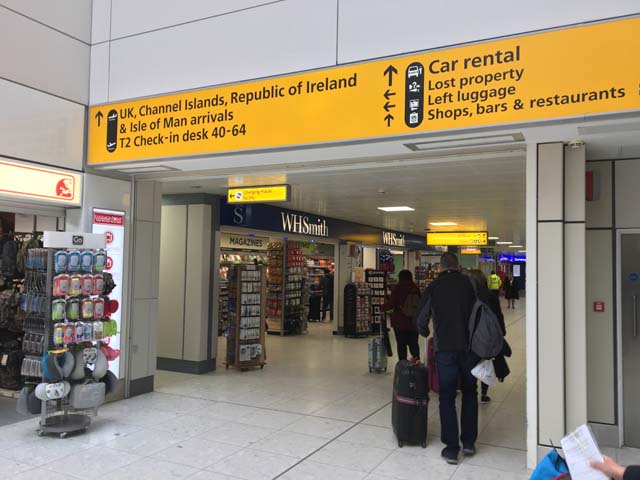 UK, Channel Islands, Republic of Ireland
& Isle of Man arrivals
T2 Check-in desk 40-64
Car rental
Lost property
Left luggage
Shops, bars & restaurants
WHSmith
MAGAZINES
WHSmith
Go